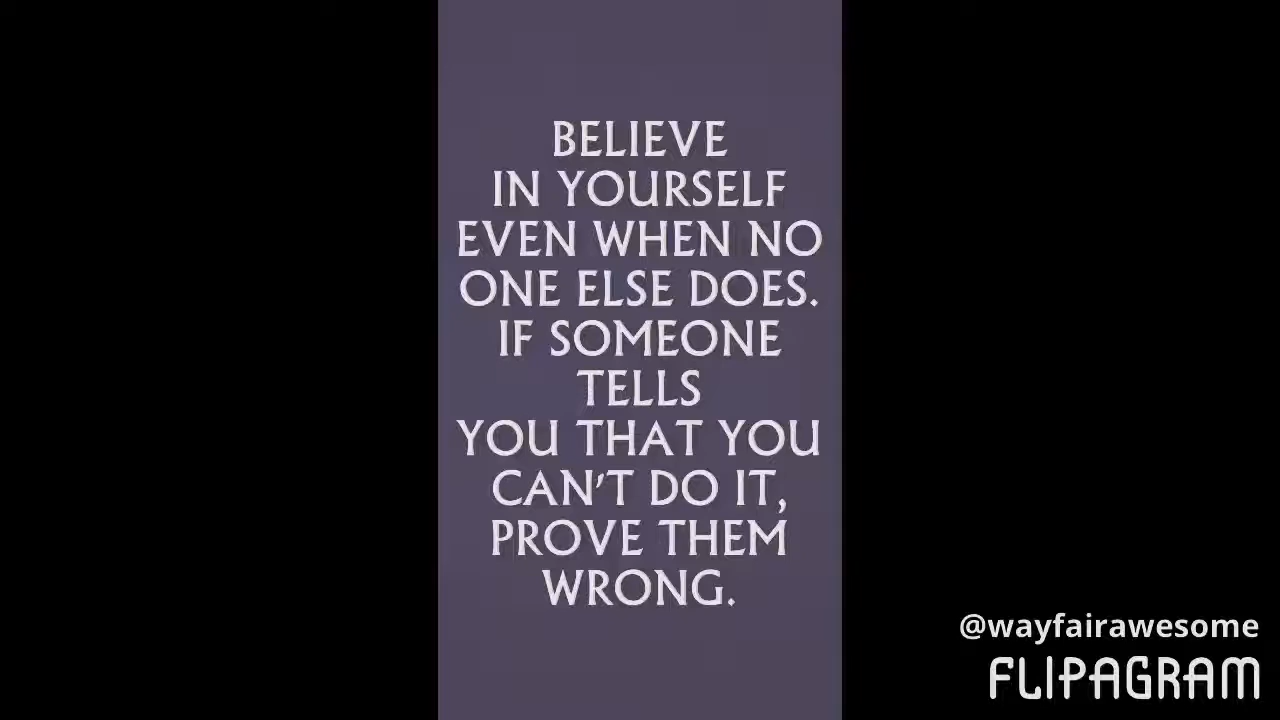 BELIEVE
IN YOURSELF
EVEN WHEN NO
ONE ELSE DOES.
IF SOMEONE
TELLS
YOU THAT YOU
CAN'T DO IT,
PROVE THEM
WRONG.
@wayfairawesome
FLIPAGRAM